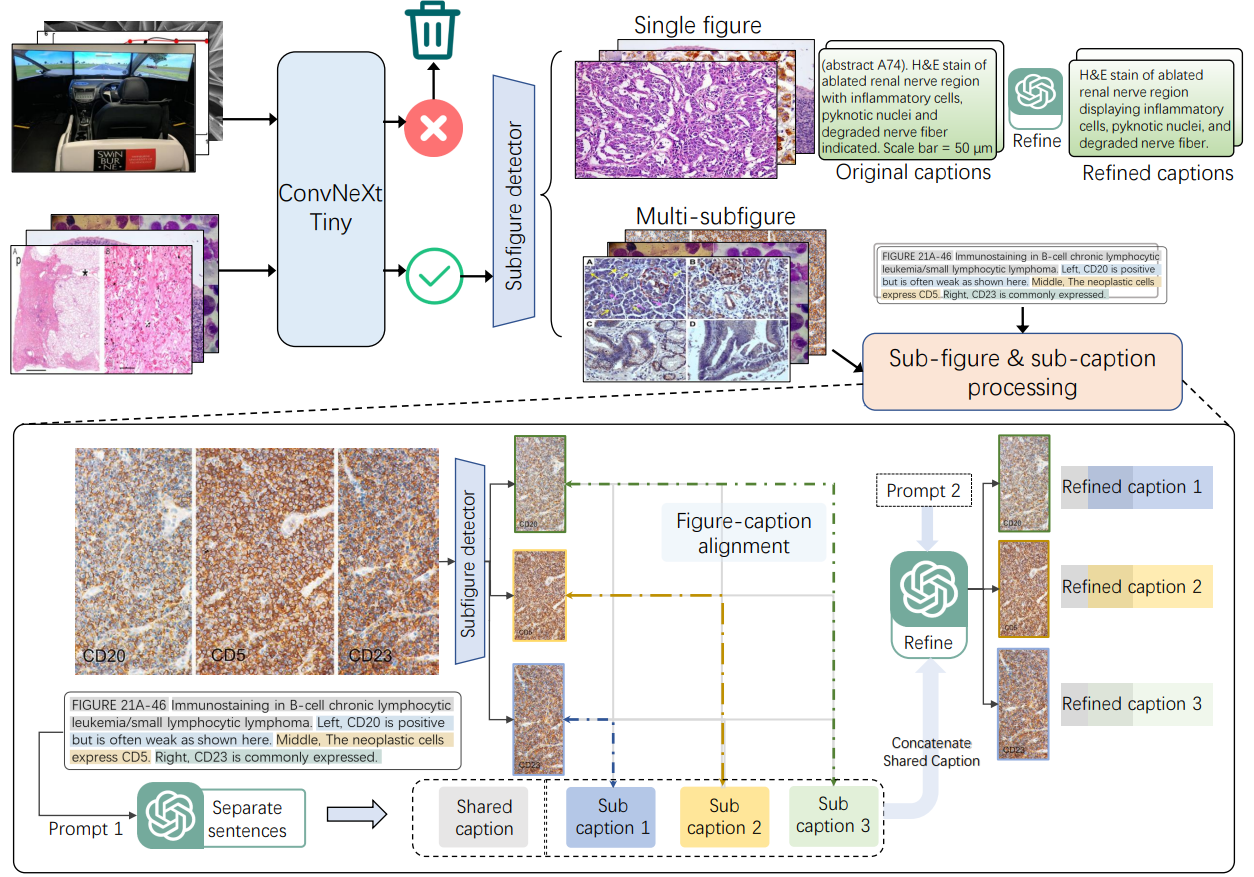 Single figure
(abstract A74). H&E stain of
ablated renal nerve region
with inflammatory cells,
pyknotic nuclei and
degraded nerve fiber
indicated. Scale bar = 50 μm
Original captions
Refine
H&E stain of ablated
renal nerve region
displaying inflammatory
cells, pyknotic nuclei, and
degraded nerve fiber.
Refined captions
SWIN
BUR
NE
ConvNeXt
Tiny
Subfigure detector
Multi-subfigure
A
B
C
D
p
FIGURE 21A-46 Immunostaining in B-cell chronic lymphocytic
leukemia/small lymphocytic lymphoma. Left, CD20 is positive
but is often weak as shown here. Middle, The neoplastic cells
express CD5. Right, CD23 is commonly expressed.
Sub-figure & sub-caption
processing
CD20
CD5
CD23
Subfigure detector
CD20
CD5
CD23
Figure-caption
alignment
Prompt 2
Refine
CD20
CD5
CD23
Refined caption 1
Refined caption 2
Refined caption 3
FIGURE 21A-46 Immunostaining in B-cell chronic lymphocytic
leukemia/small lymphocytic lymphoma. Left, CD20 is positive
but is often weak as shown here. Middle, The neoplastic cells
express CD5. Right, CD23 is commonly expressed.
Prompt 1
Separate
sentences
Shared
caption
Sub
caption 1
Sub
caption 2
Sub
caption 3
Concatenate
Shared Caption